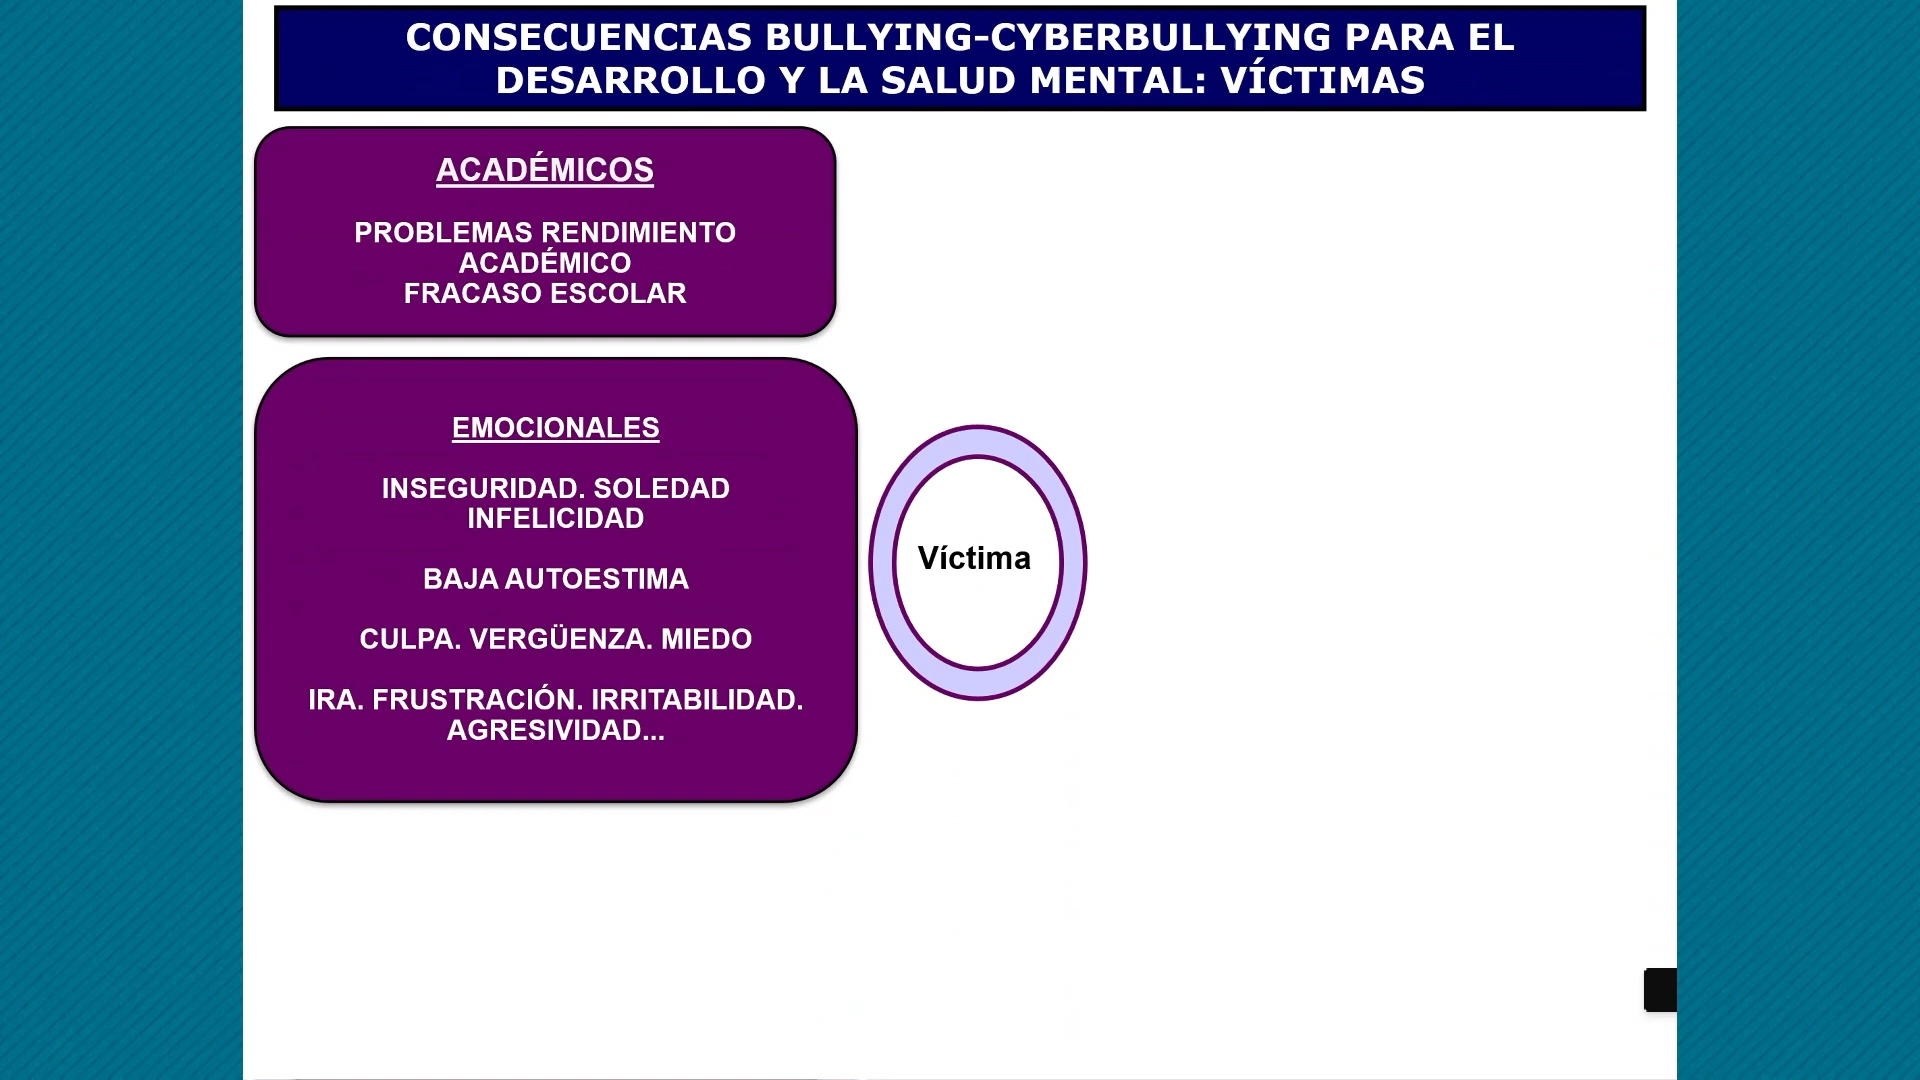 CONSECUENCIAS BULLYING-CYBERBULLYING PARA EL
DESARROLLO Y LA SALUD MENTAL: VÍCTIMAS
ACADÉMICOS
PROBLEMAS RENDIMIENTO
ACADÉMICO
FRACASO ESCOLAR
EMOCIONALES
INSEGURIDAD. SOLEDAD
INFELICIDAD
BAJA AUTOESTIMA
CULPA. VERGÜENZA. MIEDO
IRA. FRUSTRACIÓN. IRRITABILIDAD.
AGRESIVIDAD...
Víctima